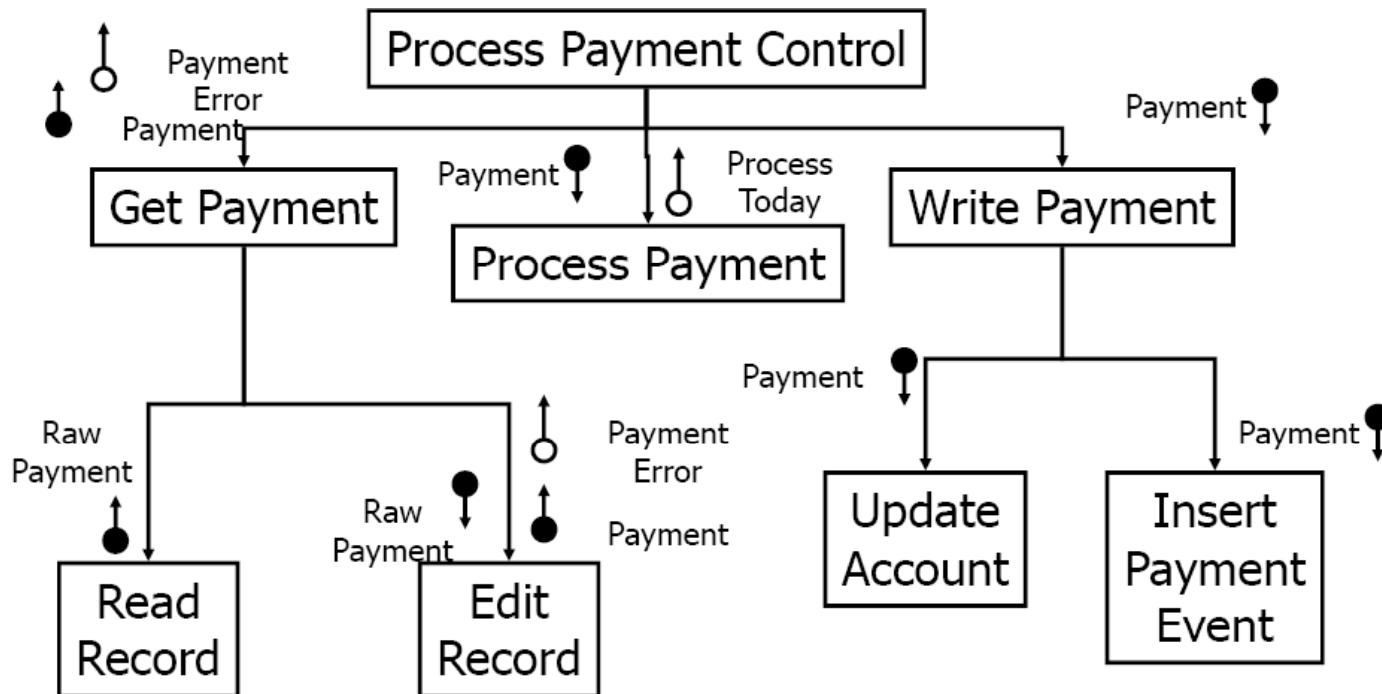 Process Payment Control
Payment
Error
Payment
Payment
Get Payment
Payment
Process
Today
Write Payment
Process Payment
Payment
Payment
Raw
Payment
Payment
Error
Raw
Payment
Payment
Update
Account
Insert
Payment
Event
Read
Record
Edit
Record